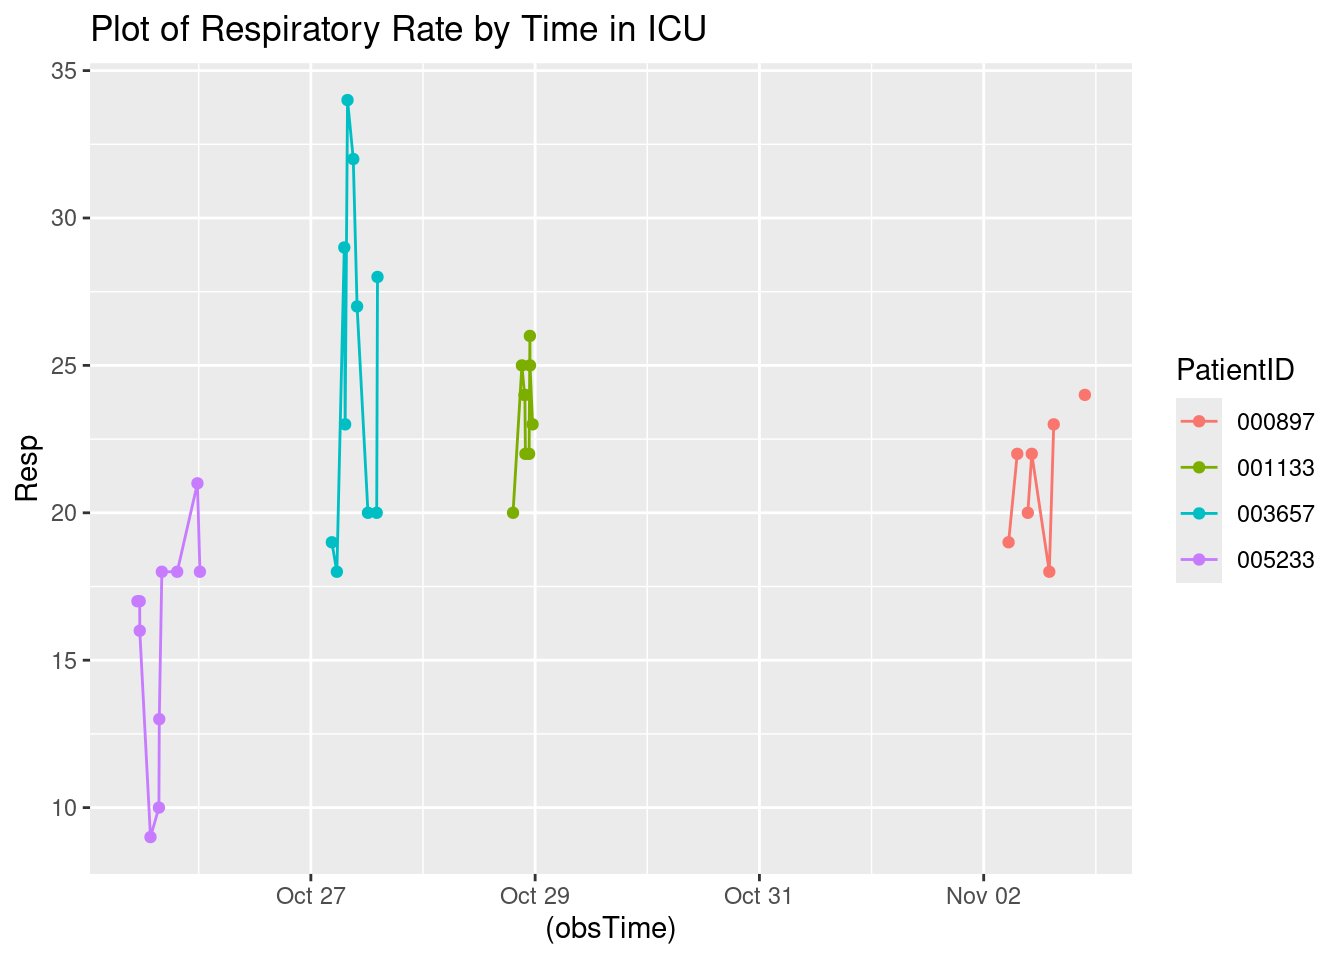 Plot of Respiratory Rate by Time in ICU
35
30
25
20
15
10
Resp
Oct 27
Oct 29
Oct 31
Nov 02
(obsTime)
PatientID
000897
001133
003657
005233